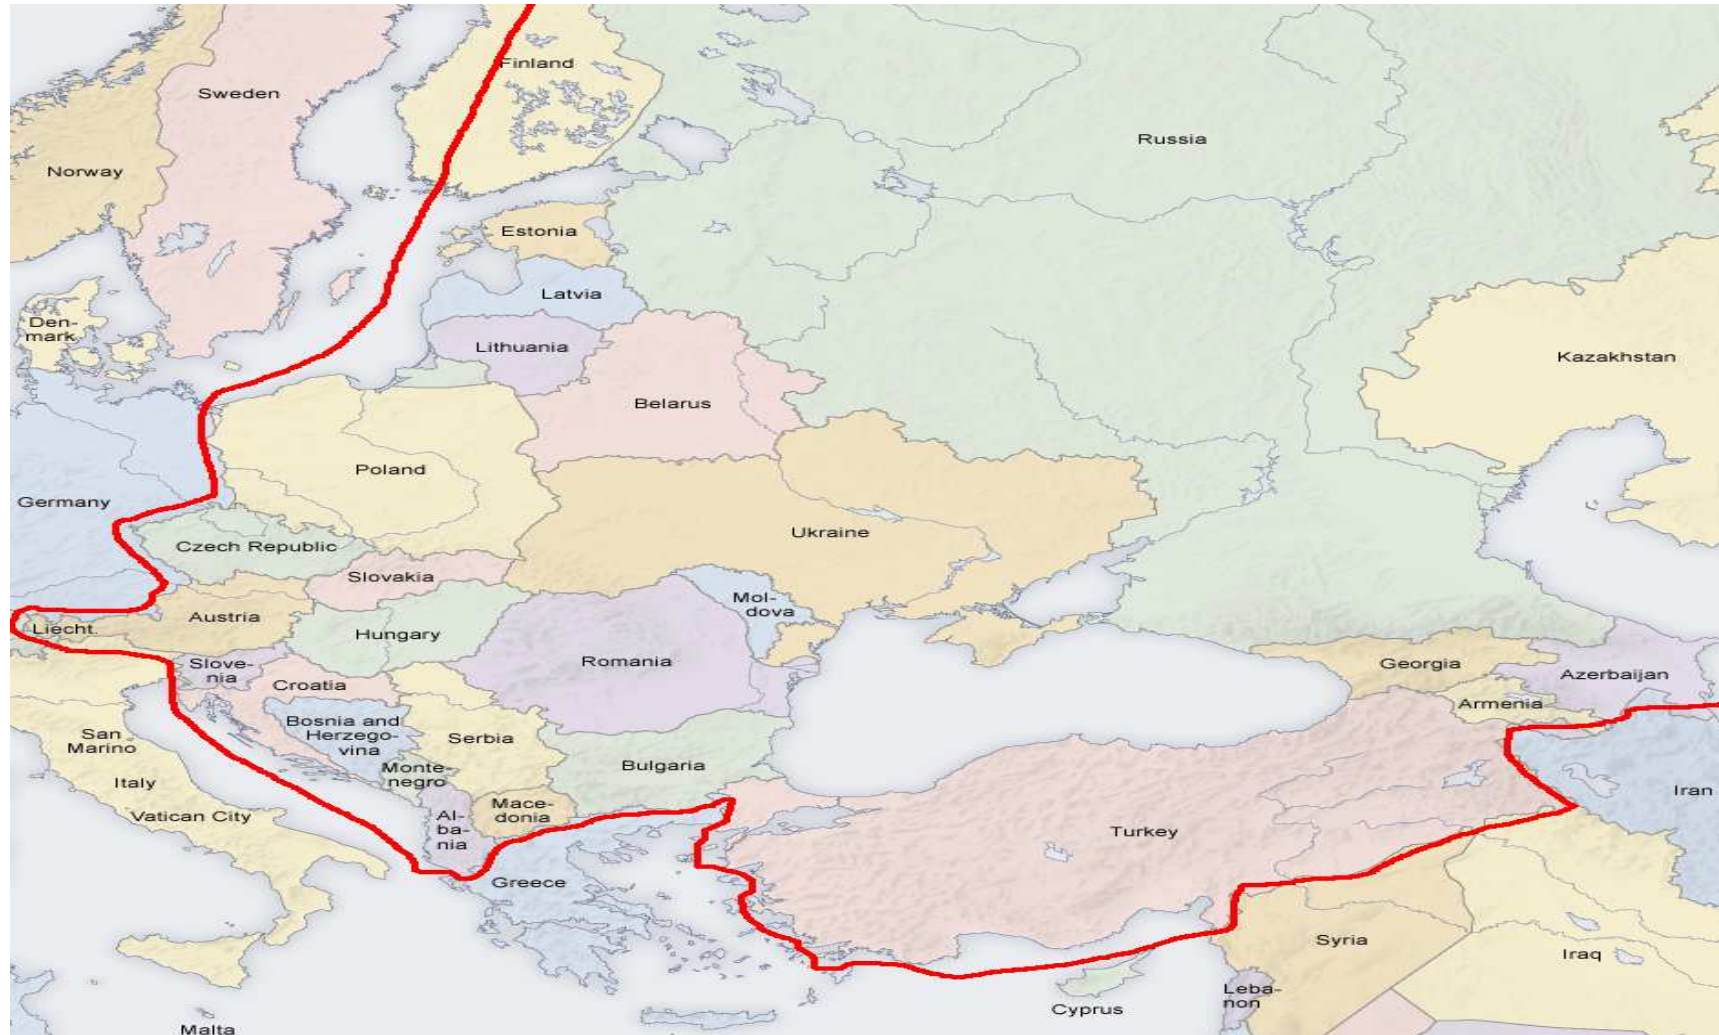 Finland
Sweden
Russia
Norway
Estonia
Latvia
Den-
mark
Lithuania
Kazakhstan
Belarus
Poland
Germany
Ukraine
Czech Republic
Slovakia
Mol-
dova
Austria
Liecht.
Hungary
Slove-
nia
Romania
Georgia
Azerbaijan
Croatia
Armenia
Bosnia and
Herzego-
vina
San
Marino
Serbia
Monte-
negro
Bulgaria
Italy
Iran
Mace-
donia
Vatican City
Al-
ba-
nia
Turkey
Greece
Syria
Iraq
Leba-
non
Cyprus
Malta